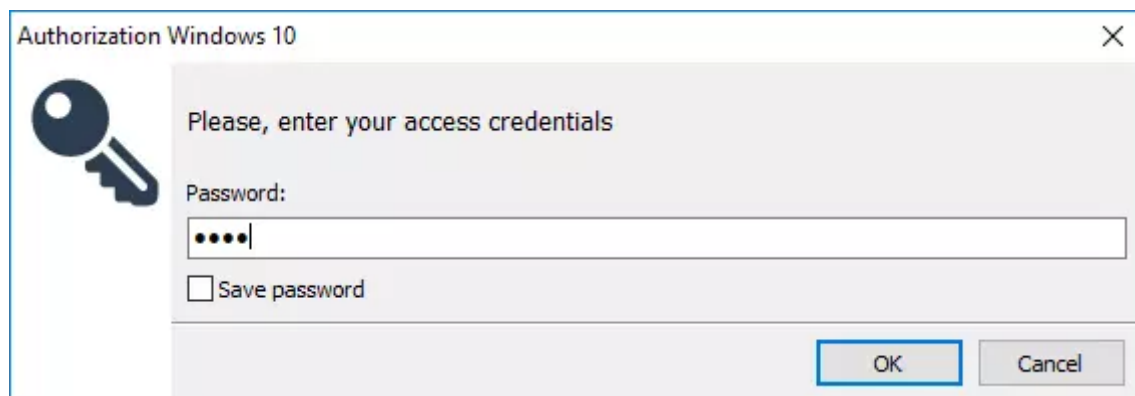 Authorization Windows 10
Please, enter your access credentials
Password:
••••
Save password
OK Cancel